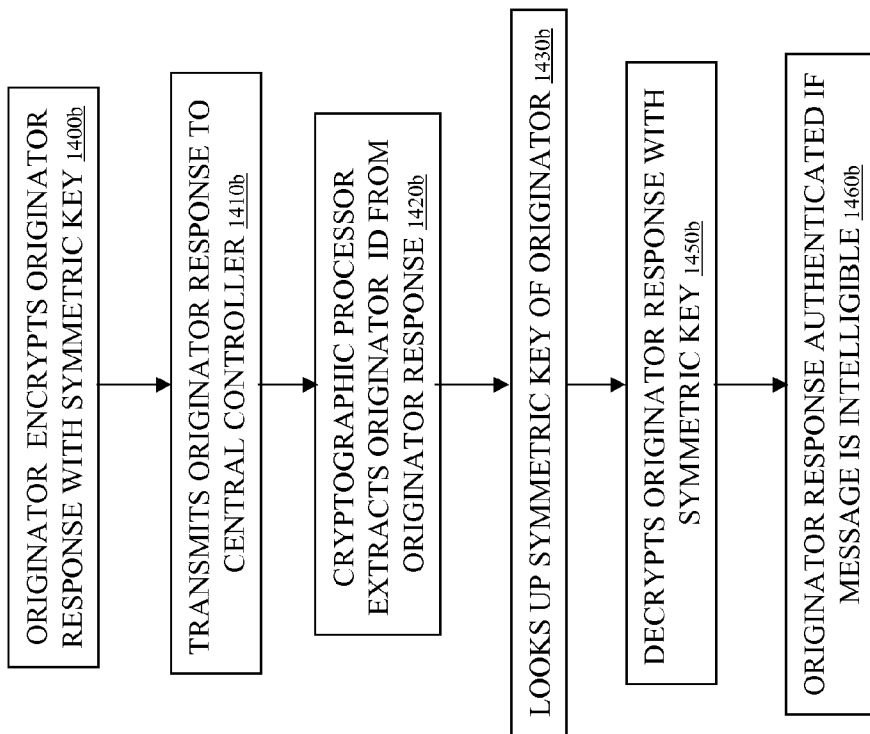 ORIGINATOR ENCRYPTS ORIGINATOR
RESPONSE WITH SYMMETRIC KEY 1400b
TRANSMITS ORIGINATOR RESPONSE TO
CENTRAL CONTROLLER 1410b
CRYPTOGRAPHIC PROCESSOR
EXTRACTS ORIGINATOR ID FROM
ORIGINATOR RESPONSE 1420b
LOOKS UP SYMMETRIC KEY OF ORIGINATOR 1430b
DECRYPTS ORIGINATOR RESPONSE WITH
SYMMETRIC KEY 1450b
ORIGINATOR RESPONSE AUTHENTICATED IF
MESSAGE IS INTELLIGIBLE 1460b